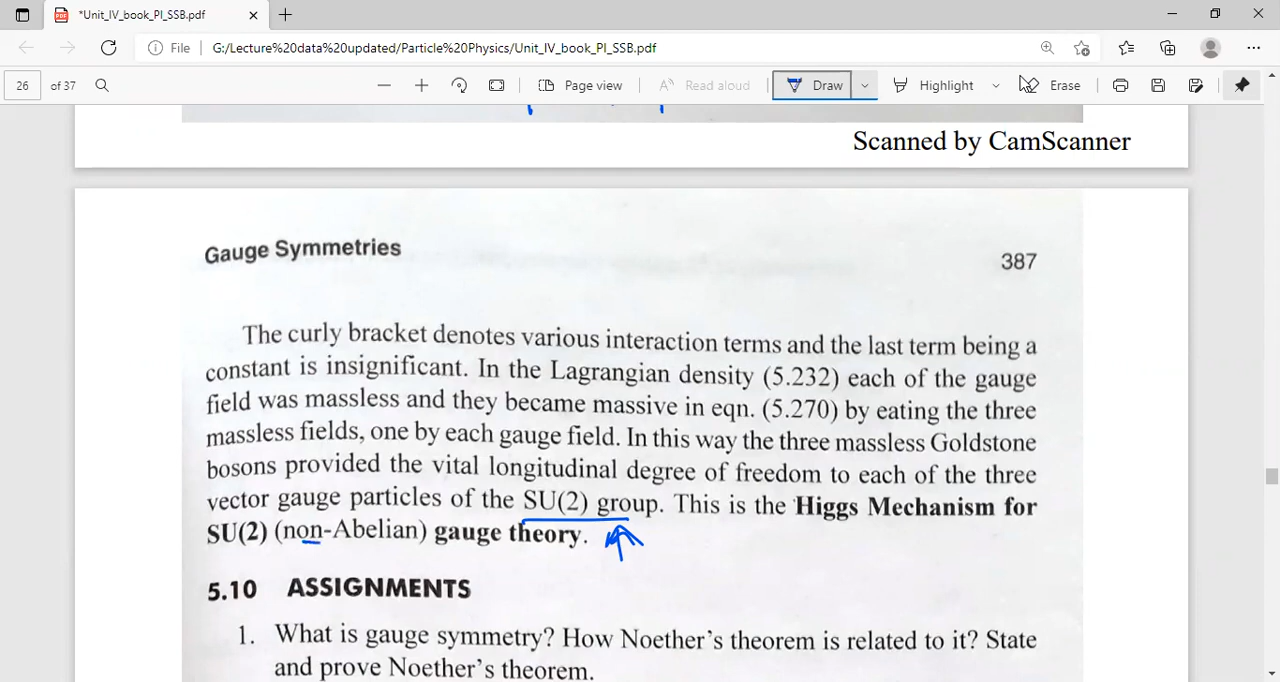 *Unit_IV_book_PI_SSB.pdf
File G:/Lecture%20data%20updated/Particle%20Physics/Unit_IV_book_PI_SSB.pdf
26 of 37 Page view Read aloud Draw Highlight Erase
Scanned by CamScanner
Gauge Symmetries 387
The curly bracket denotes various interaction terms and the last term being a
constant is insignificant. In the Lagrangian density (5.232) each of the gauge
field was massless and they became massive in eqn. (5.270) by eating the three
massless fields, one by each gauge field. In this way the three massless Goldstone
bosons provided the vital longitudinal degree of freedom to each of the three
vector gauge particles of the SU(2) group. This is the Higgs Mechanism for
SU(2) (non-Abelian) gauge theory.
5.10 ASSIGNMENTS
1. What is gauge symmetry? How Noether's theorem is related to it? State
and prove Noether's theorem.